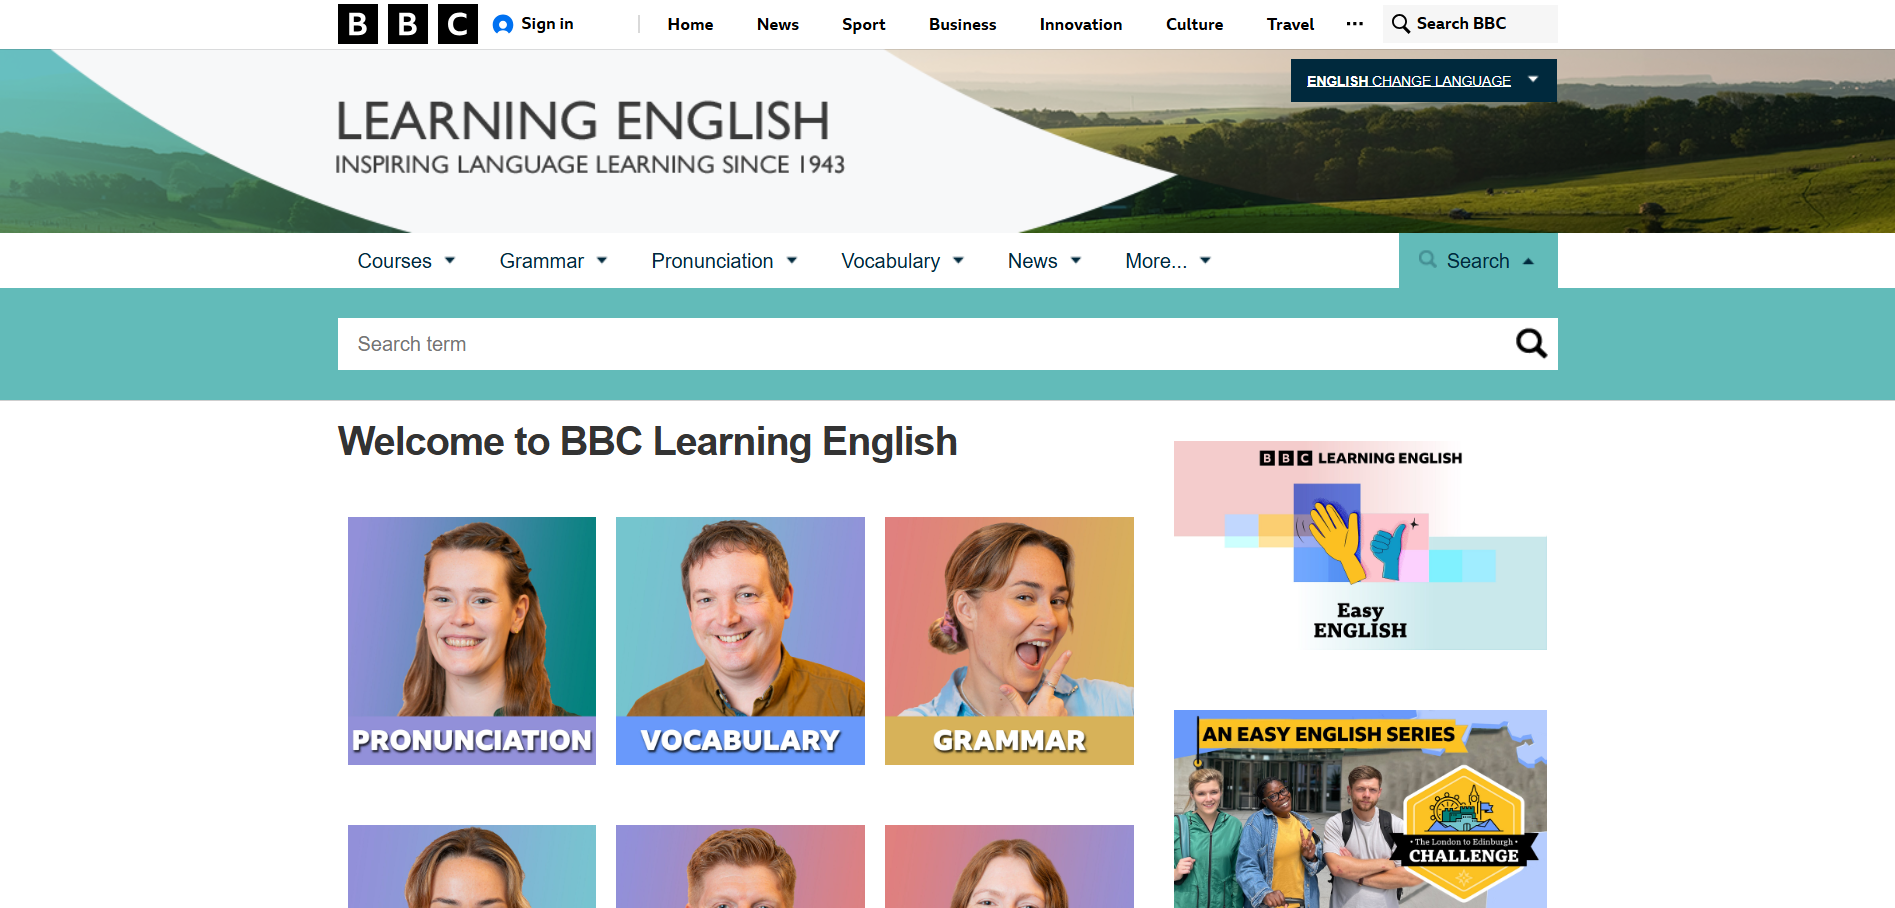 BBC
Sign in
Home
News
Sport
Business
Innovation
Culture
Travel
Search BBC
ENGLISH CHANGE LANGUAGE
LEARNING ENGLISH
INSPIRING LANGUAGE LEARNING SINCE 1943
Courses
Grammar
Pronunciation
Vocabulary
News
More...
Search
Search term
Welcome to BBC Learning English
PRONUNCIATION
VOCABULARY
GRAMMAR
BBC LEARNING ENGLISH
Easy
ENGLISH
AN EASY ENGLISH SERIES
The London to Edinburgh
CHALLENGE